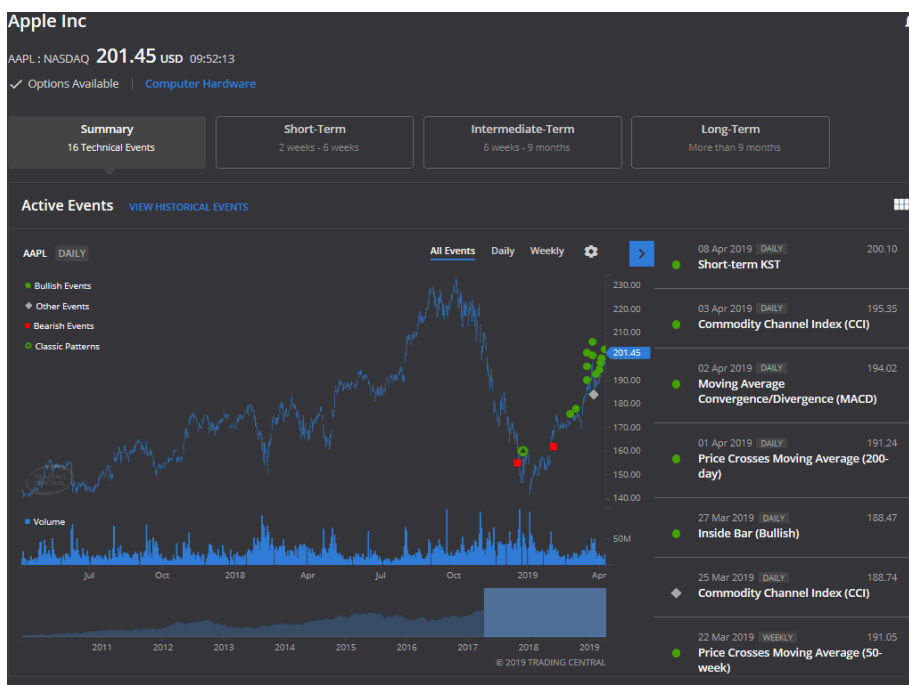 Apple Inc
AAPL : NASDAQ 201.45 USD 09:52:13
Options Available | Computer Hardware
Summary
16 Technical Events
Short-Term
2 weeks - 6 weeks
Intermediate-Term
6 weeks - 9 months
Long-Term
More than 9 months
Active Events VIEW HISTORICAL EVENTS
AAPL DAILY
All Events Daily Weekly
Bullish Events
Other Events
Bearish Events
Classic Patterns
230.00
220.00
210.00
201.45
190.00
180.00
170.00
160.00
150.00
140.00
TRADING
CENTRAL
Volume
50M
Jul Oct 2018 Apr Jul Oct 2019 Apr
2011 2012 2013 2014 2015 2016 2017 2018 2019
© 2019 TRADING CENTRAL
08 Apr 2019 DAILY 200.10
Short-term KST
03 Apr 2019 DAILY 195.35
Commodity Channel Index (CCI)
02 Apr 2019 DAILY 194.02
Moving Average
Convergence/Divergence (MACD)
01 Apr 2019 DAILY 191.24
Price Crosses Moving Average (200-
day)
27 Mar 2019 DAILY 188.47
Inside Bar (Bullish)
25 Mar 2019 DAILY 188.74
Commodity Channel Index (CCI)
22 Mar 2019 WEEKLY 191.05
Price Crosses Moving Average (50-
week)